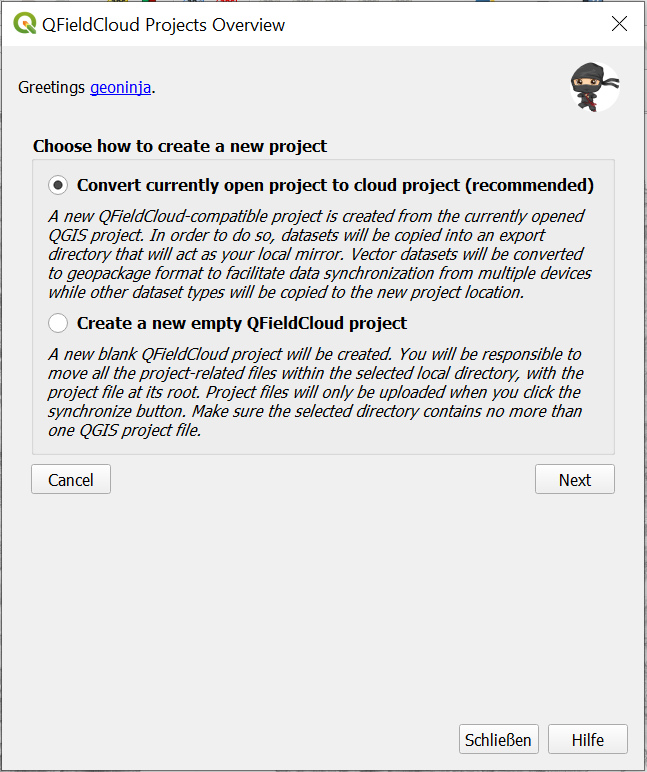 QFieldCloud Projects Overview
Greetings geoninja.
Choose how to create a new project
Convert currently open project to cloud project (recommended)
A new QFieldCloud-compatible project is created from the currently opened
QGIS project. In order to do so, datasets will be copied into an export
directory that will act as your local mirror. Vector datasets will be converted
to geopackage format to facilitate data synchronization from multiple devices
while other dataset types will be copied to the new project location.
Create a new empty QFieldCloud project
A new blank QFieldCloud project will be created. You will be responsible to
move all the project-related files within the selected local directory, with the
project file at its root. Project files will only be uploaded when you click the
synchronize button. Make sure the selected directory contains no more than
one QGIS project file.
Cancel
Next
Schließen
Hilfe